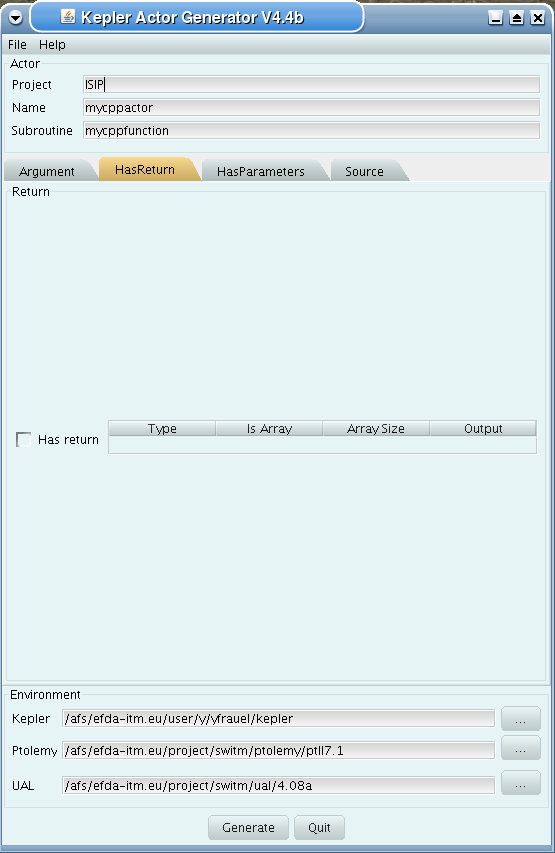 Kepler Actor Generator V4.4b
File Help
Actor
Project ISIP
Name mycppactor
Subroutine mycppfunction
Argument HasReturn HasParameters Source
Return
Has return Type Is Array Array Size Output
Environment
Kepler /afs/efda-itm.eu/user/y/yfrauel/kepler ...
Ptolemy /afs/efda-itm.eu/project/switm/ptolemy/ptII7.1 ...
UAL /afs/efda-itm.eu/project/switm/ual/4.08a ...
Generate Quit